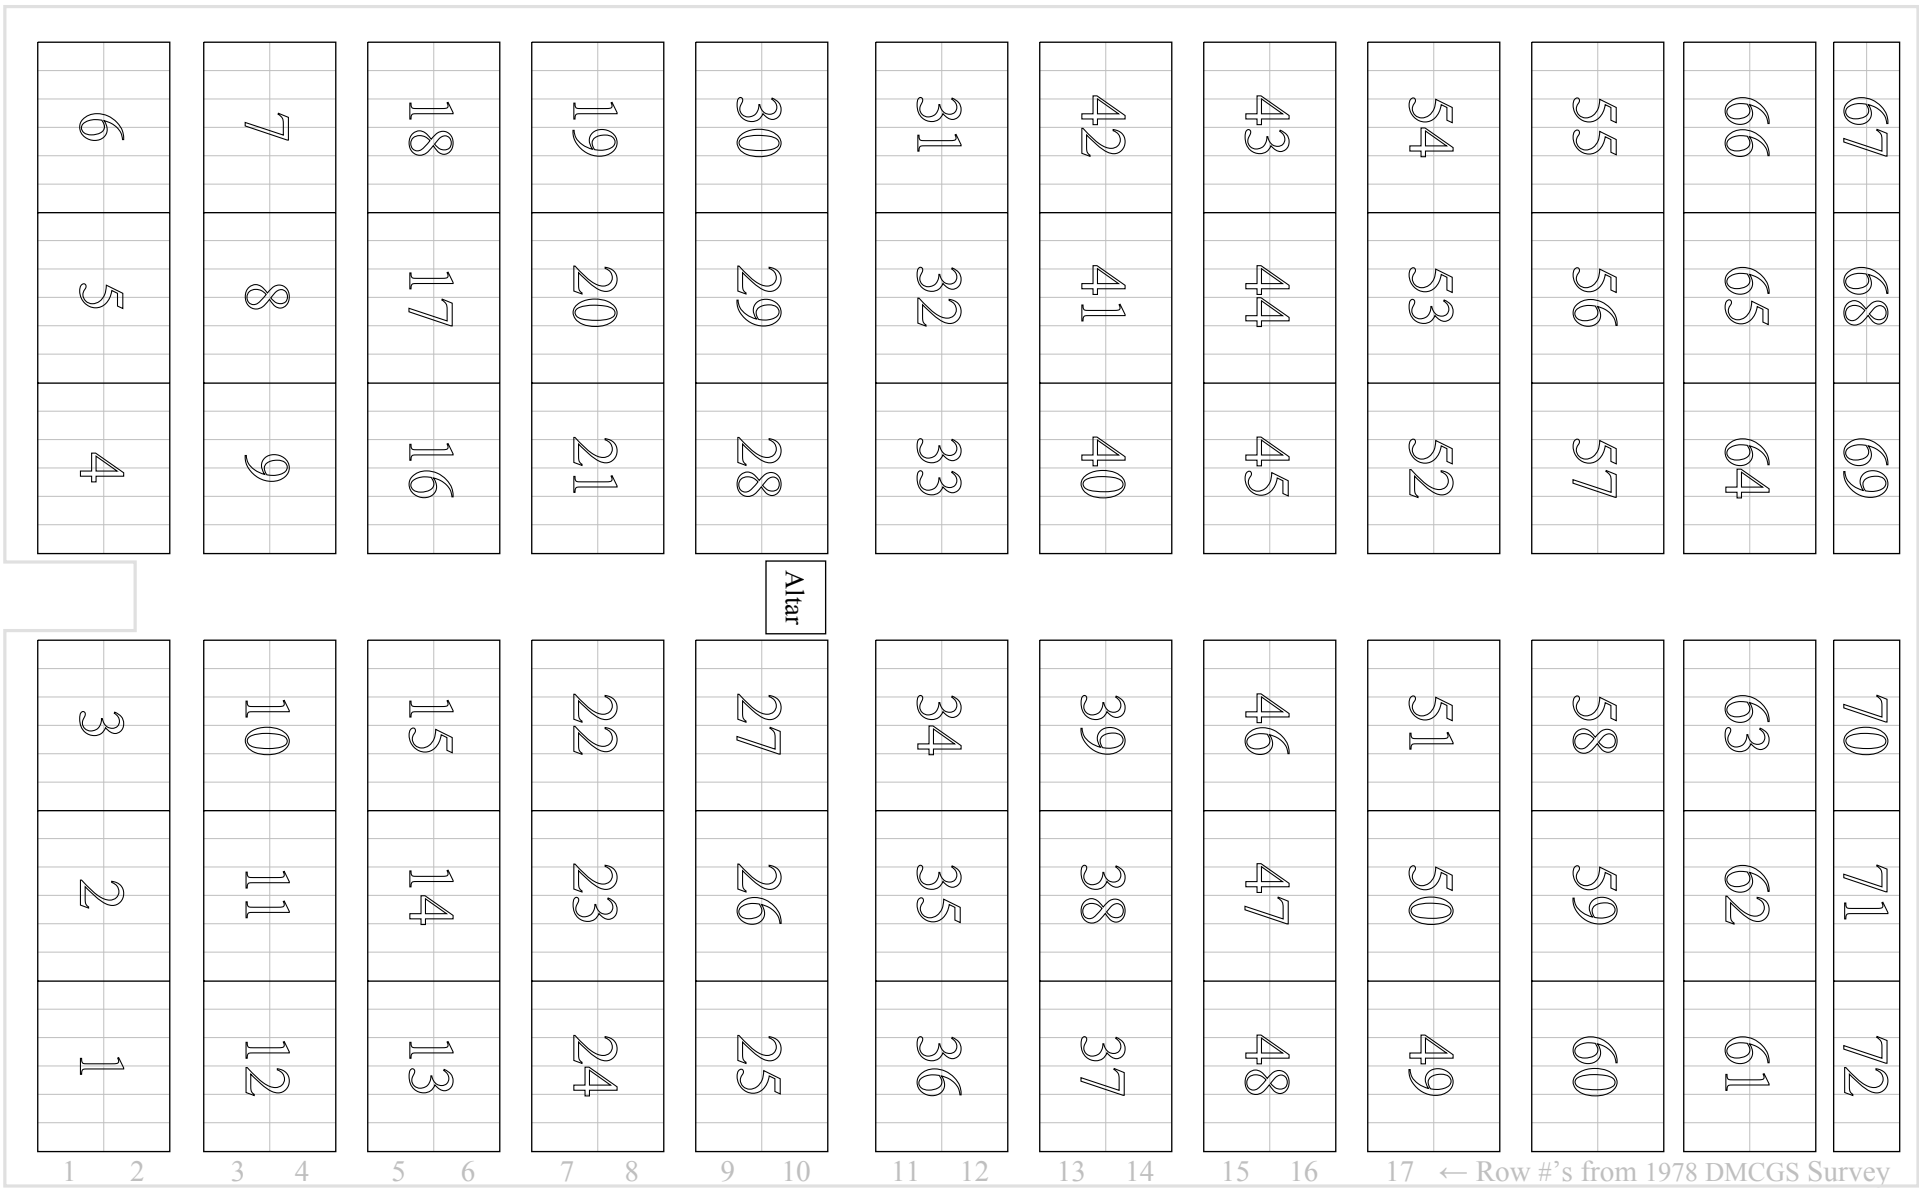 6 7 18 19 30 31 42 43 54 55 66 67
5 8 17 20 29 32 41 44 53 56 65 68
4 9 16 21 28 33 40 45 52 57 64 69
Altar
3 10 15 22 27 34 39 46 51 58 63 70
2 11 14 23 26 35 38 47 50 59 62 71
1 12 13 24 25 36 37 48 49 60 61 72
1 2 3 4 5 6 7 8 9 10 11 12 13 14 15 16 17 ← Row #'s from 1978 DMCGS Survey